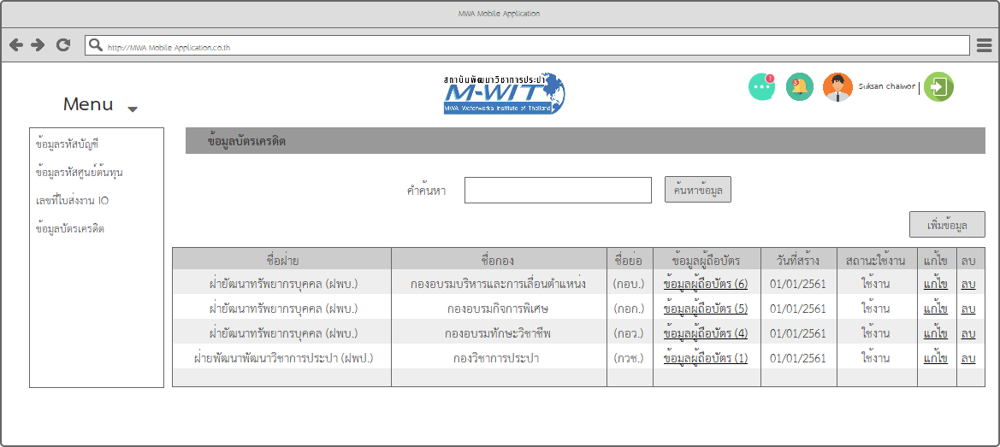 MWA Mobile Application
http://MWA Mobile Application.co.th
สถาบันพัฒนาวิชาการประปา
M-WIT
MWA Waterworks Institute of Thailand
1
3
Suksan chaiwon
Menu
ข้อมูลรหัสบัญชี
ข้อมูลรหัสศูนย์ต้นทุน
เลขที่ใบส่งงาน IO
ข้อมูลบัตรเครดิต
ข้อมูลบัตรเครดิต
คำค้นหา ค้นหาข้อมูล
เพิ่มข้อมูล
ชื่อฝ่าย ชื่อกอง ชื่อย่อ ข้อมูลผู้ถือบัตร วันที่สร้าง สถานะใช้งาน แก้ไข ลบ
ฝ่ายัฒนาทรัพยากรบุคคล (ฝพบ.) กองอบรมบริหารและการเลื่อนตำแหน่ง (กอบ.) ข้อมูลผู้ถือบัตร (6) 01/01/2561 ใช้งาน แก้ไข ลบ
ฝ่ายัฒนาทรัพยากรบุคคล (ฝพบ.) กองอบรมกิจการพิเศษ (กอก.) ข้อมูลผู้ถือบัตร (5) 01/01/2561 ใช้งาน แก้ไข ลบ
ฝ่ายัฒนาทรัพยากรบุคคล (ฝพบ.) กองอบรมทักษะวิชาชีพ (กอว.) ข้อมูลผู้ถือบัตร (4) 01/01/2561 ใช้งาน แก้ไข ลบ
ฝ่ายพัฒนาพัฒนาวิชาการประปา (ฝพป.) กองวิชาการประปา (กวช.) ข้อมูลผู้ถือบัตร (1) 01/01/2561 ใช้งาน แก้ไข ลบ